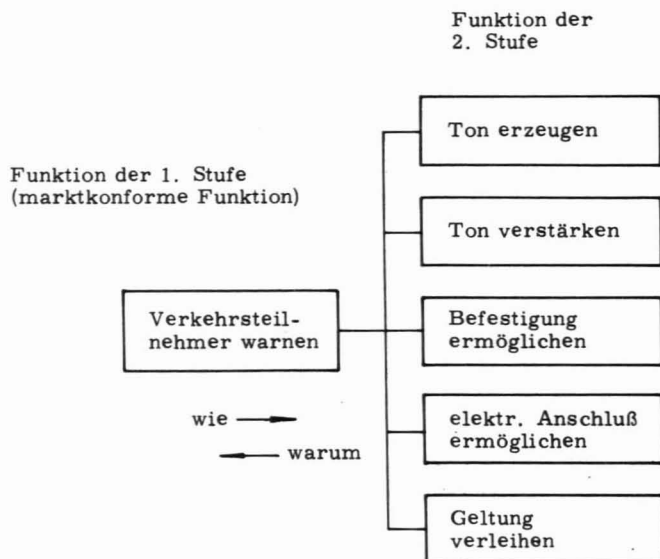 Funktion der
2. Stufe
Ton erzeugen
Funktion der 1. Stufe
(marktkonforme Funktion)
Ton verstärken
Verkehrsteil-
nehmer warnen
Befestigung
ermöglichen
wie
warum
elektr. Anschluß
ermöglichen
Geltung
verleihen